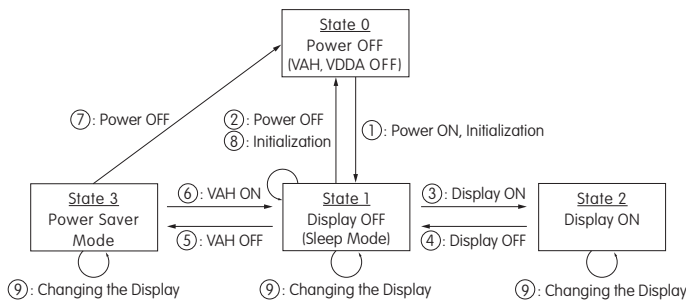 State 0
Power OFF
(VAH, VDDA OFF)
⑦: Power OFF
②: Power OFF
⑧: Initialization
①: Power ON, Initialization
State 3
Power Saver
Mode
⑥: VAH ON
⑤: VAH OFF
State 1
Display OFF
(Sleep Mode)
③: Display ON
④: Display OFF
State 2
Display ON
⑨: Changing the Display
⑨: Changing the Display
⑨: Changing the Display